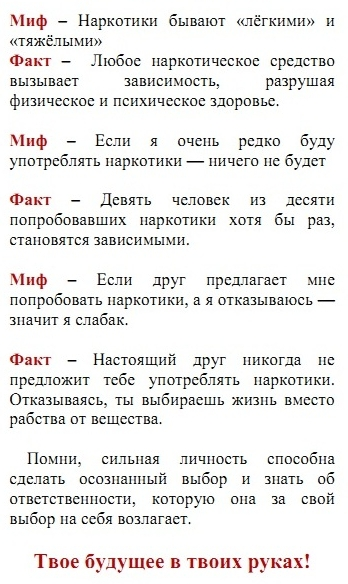 Миф – Наркотики бывают «лёгкими» и
«тяжёлыми»
Факт – Любое наркотическое средство
вызывает зависимость, разрушая
физическое и психическое здоровье.
Миф – Если я очень редко буду
употреблять наркотики — ничего не будет
Факт – Девять человек из десяти
попробовавших наркотики хотя бы раз,
становятся зависимыми.
Миф – Если друг предлагает мне
попробовать наркотики, а я отказываюсь —
значит я слабак.
Факт – Настоящий друг никогда не
предложит тебе употреблять наркотики.
Отказываясь, ты выбираешь жизнь вместо
рабства от вещества.
Помни, сильная личность способна
сделать осознанный выбор и знать об
ответственности, которую она за свой
выбор на себя возлагает.
Твое будущее в твоих руках!